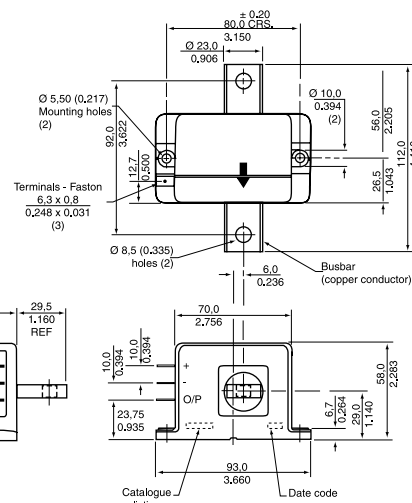 ± 0.20
80,0 CRS.
3.150
Ø 23,0
0.906
Ø 10,0
0.394
(2)
Ø 5,50 (0.217)
Mounting holes
(2)
92,0
3.622
56,0
2.205
112,0
12,7
0.500
26,5
1.043
Terminals - Faston
6,3 x 0,8
0.248 x 0.031
(3)
Ø 8,5 (0.335)
holes (2)
6,0
0.236
Busbar
(copper conductor)
29,5
1.160
REF
70,0
2.756
10,0
0.394
10,0
0.394
+
-
O/P
58,0
2.283
23,75
0.935
6,7
0.264
29,0
1.140
93,0
3.660
Catalogue
Date code